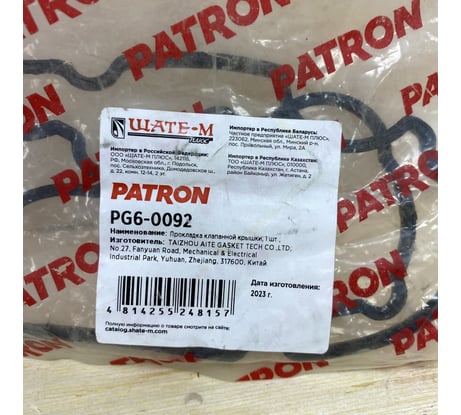 PATRON
PATRON
PATRON
ШАТЕ-М
ПЛЮС
Импортер в Республике Беларусь:
Частное предприятие «ШАТЕ-М ПЛЮС»,
223062, Минская обл., Минский р-н,
пос. Привольный, ул. Мира, 2А
Импортер в Российской Федерации:
ООО «ШАТЕ-М ПЛЮС», 142115,
РФ, Московская обл., г. Подольск,
пос. Сельхозтехника, Домодедовское ш.,
д. 22, комн. 12-14, 2 эт.
Импортер в Республике Казахстан:
ТОО «ШАТЕ-М ПЛЮС», 010000,
Республика Казахстан, г. Астана,
район Байконыр, ул. Жетиген, д. 2
PATRON
PG6-0092
Наименование: Прокладка клапанной крышки, 1 шт.,
Изготовитель: TAIZHOU AITE GASKET TECH CO.,LTD,
No 27, Fanyuan Road, Mechanical & Electrical
Industrial Park, Yuhuan, Zhejiang, 317600, Китай
Дата изготовления:
2023 г.
4 814255 248157
Полную информацию о товаре смотрите на сайте:
catalog.shate-m.com
PATRON
PATRON